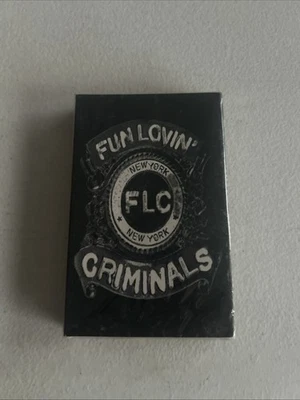 FUN LOVIN'
NEW YORK
FLC
NEW YORK
CRIMINALS